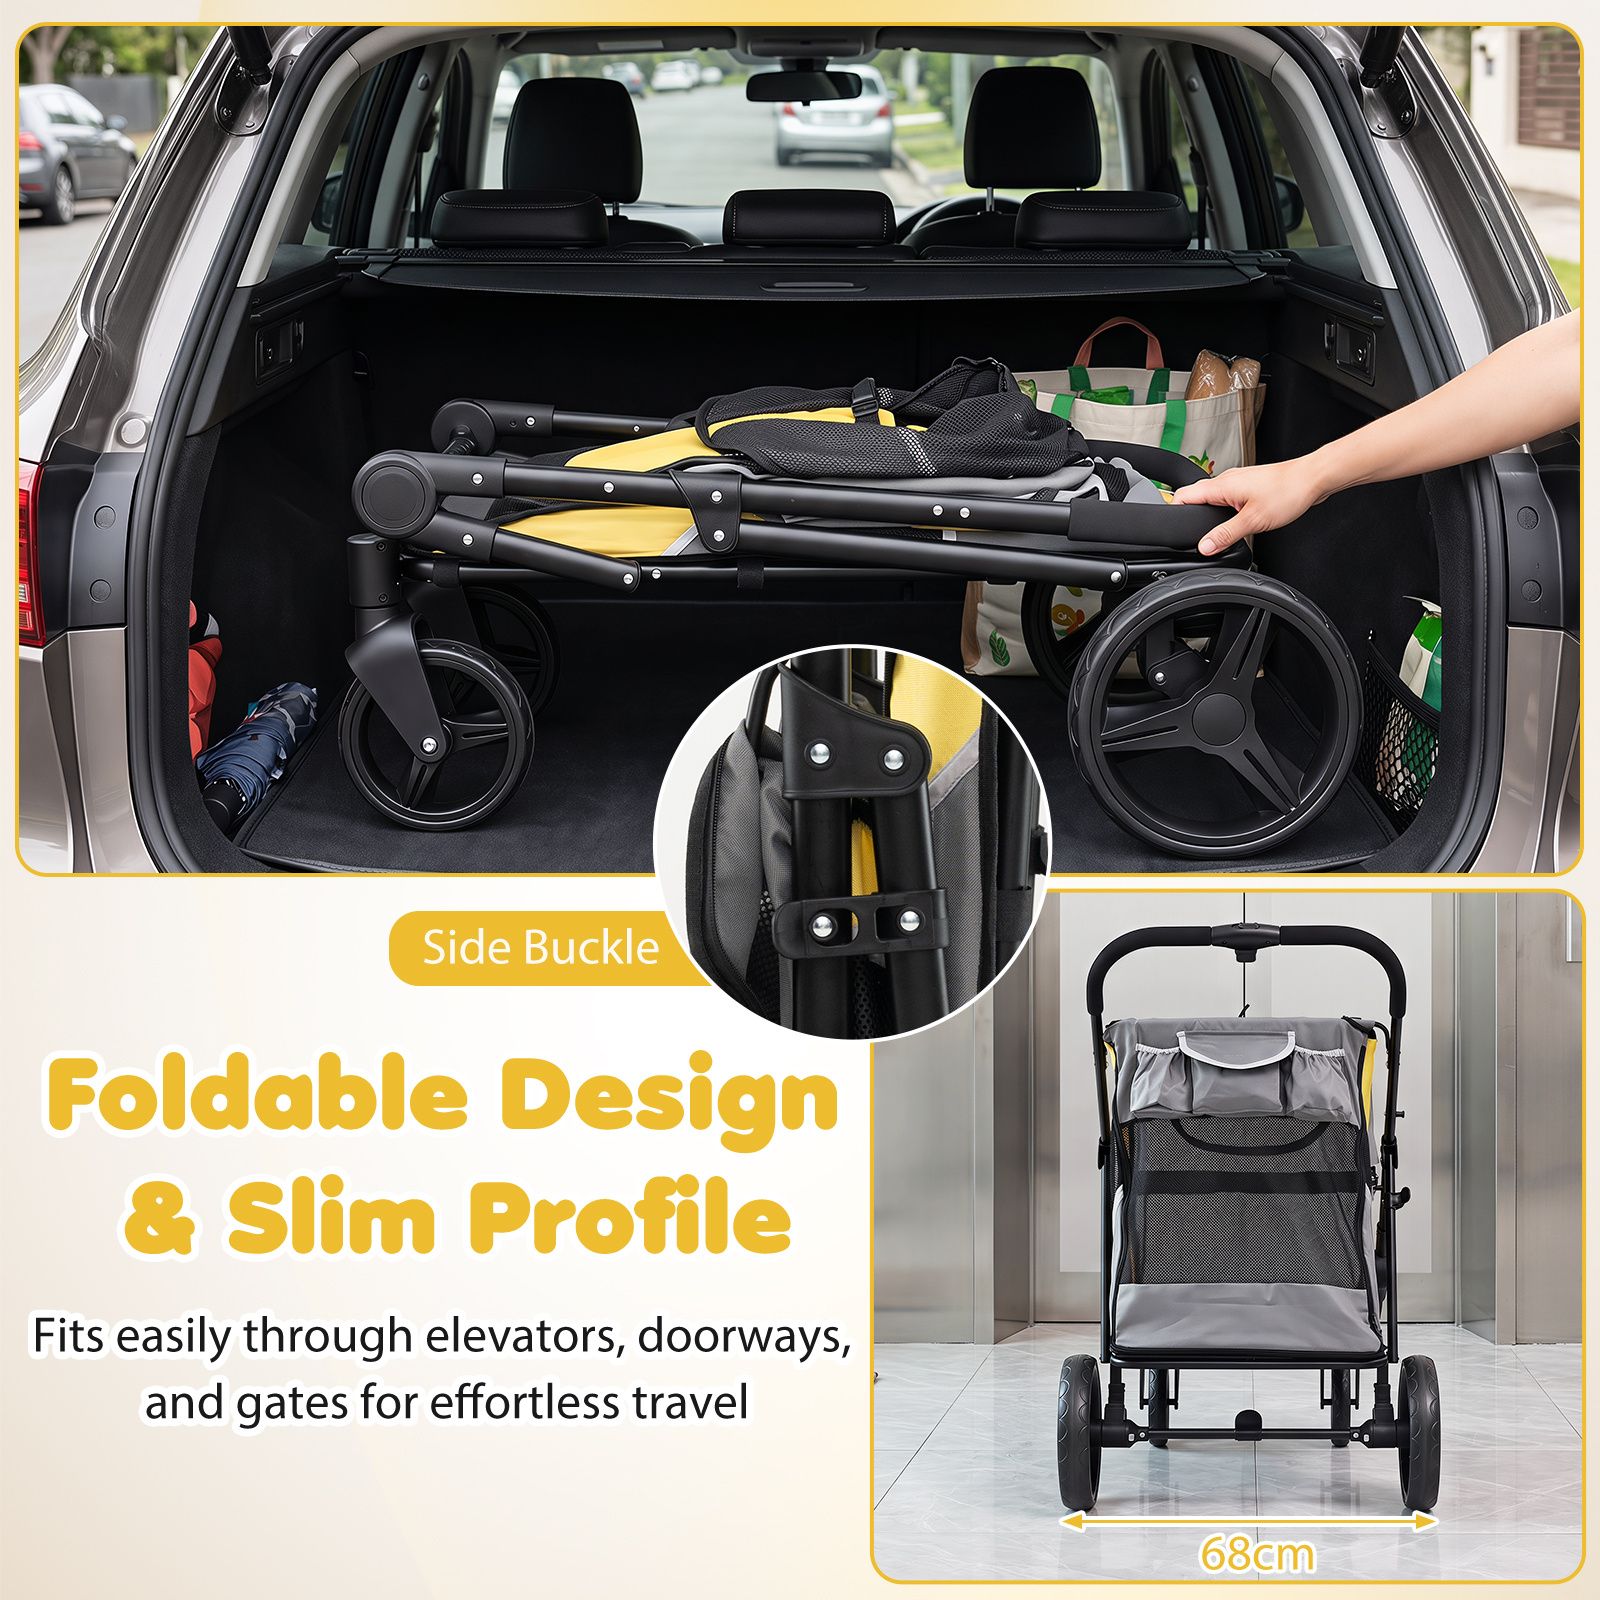 Side Buckle
Foldable Design
& Slim Profile
Fits easily through elevators, doorways,
and gates for effortless travel
68cm